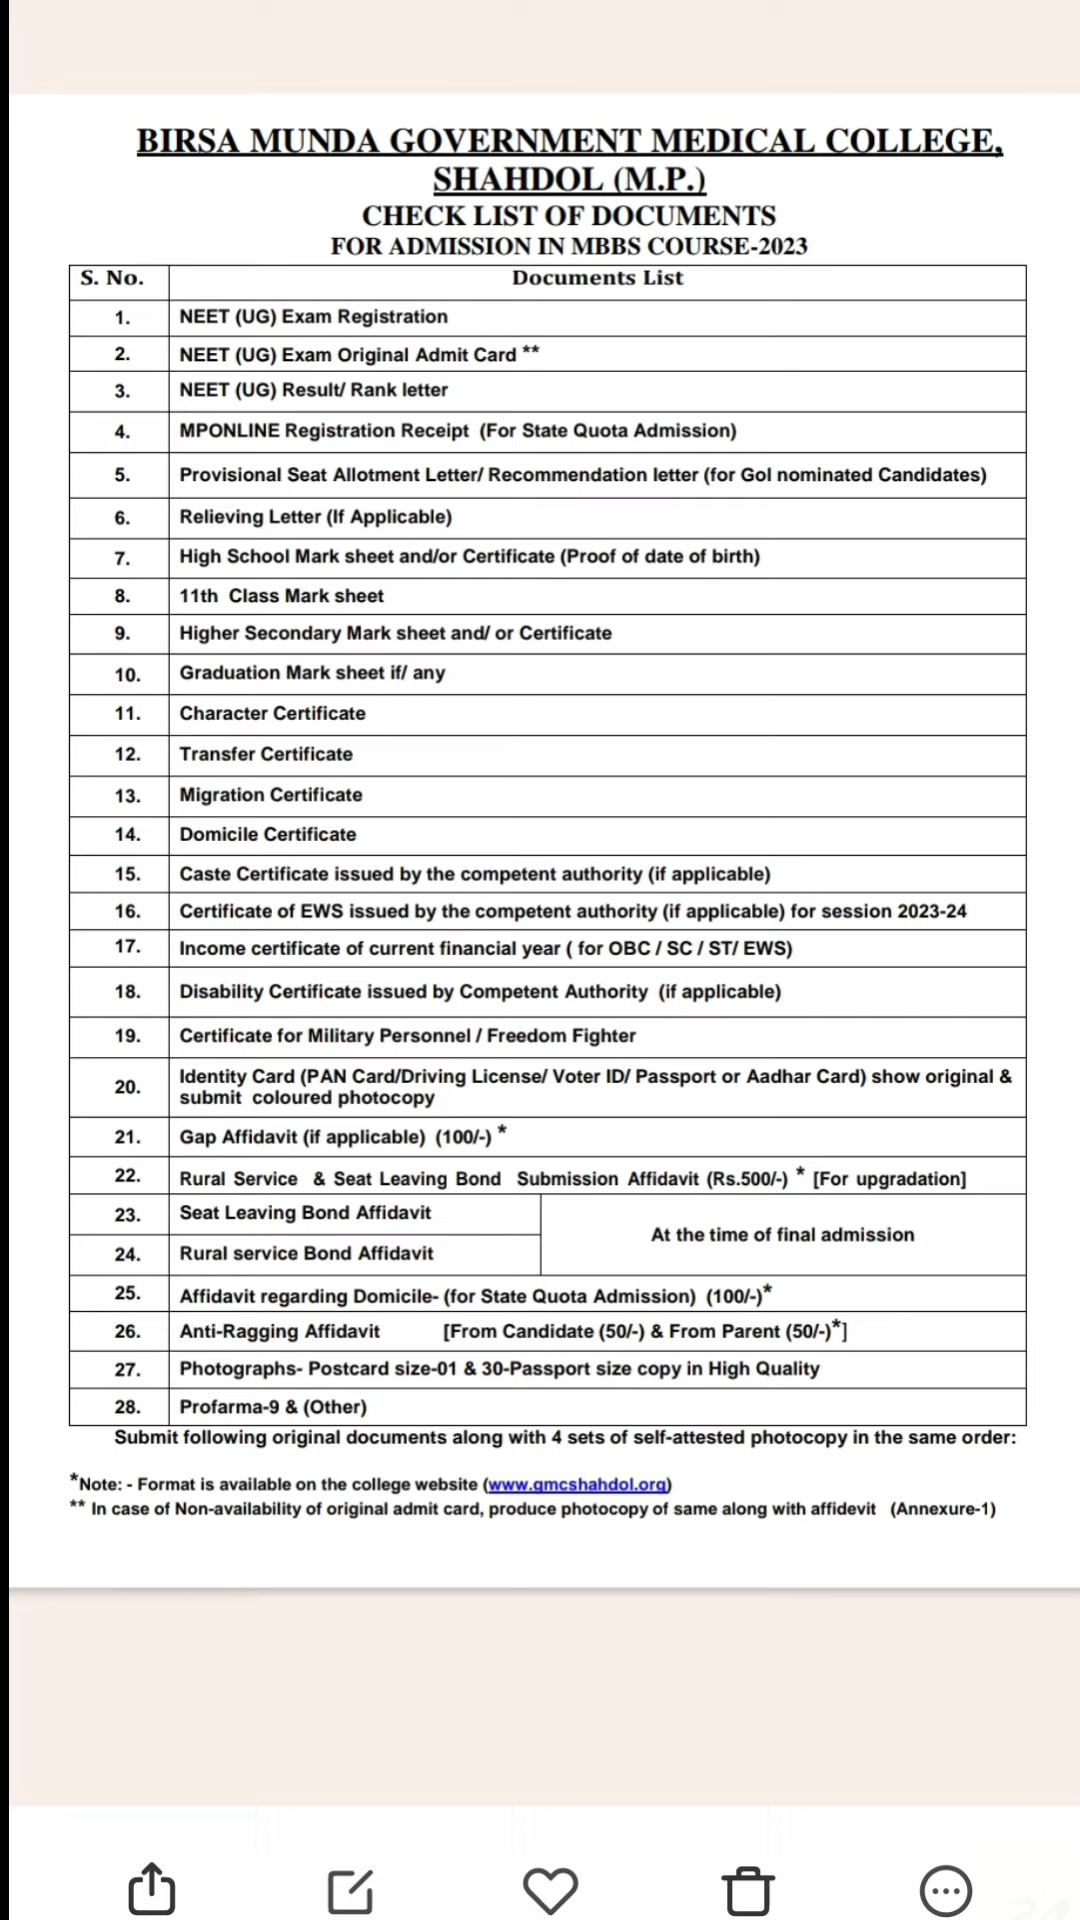 BIRSA MUNDA GOVERNMENT MEDICAL COLLEGE,
SHAHDOL (M.P.)
CHECK LIST OF DOCUMENTS
FOR ADMISSION IN MBBS COURSE-2023
S. No. Documents List
1. NEET (UG) Exam Registration
2. NEET (UG) Exam Original Admit Card **
3. NEET (UG) Result/ Rank letter
4. MPONLINE Registration Receipt (For State Quota Admission)
5. Provisional Seat Allotment Letter/ Recommendation letter (for GoI nominated Candidates)
6. Relieving Letter (If Applicable)
7. High School Mark sheet and/or Certificate (Proof of date of birth)
8. 11th Class Mark sheet
9. Higher Secondary Mark sheet and/ or Certificate
10. Graduation Mark sheet if/ any
11. Character Certificate
12. Transfer Certificate
13. Migration Certificate
14. Domicile Certificate
15. Caste Certificate issued by the competent authority (if applicable)
16. Certificate of EWS issued by the competent authority (if applicable) for session 2023-24
17. Income certificate of current financial year ( for OBC / SC / ST/ EWS)
18. Disability Certificate issued by Competent Authority (if applicable)
19. Certificate for Military Personnel / Freedom Fighter
20. Identity Card (PAN Card/Driving License/ Voter ID/ Passport or Aadhar Card) show original &
submit coloured photocopy
21. Gap Affidavit (if applicable) (100/-) *
22. Rural Service & Seat Leaving Bond Submission Affidavit (Rs.500/-) * [For upgradation]
23. Seat Leaving Bond Affidavit
At the time of final admission
24. Rural service Bond Affidavit
25. Affidavit regarding Domicile- (for State Quota Admission) (100/-)*
26. Anti-Ragging Affidavit [From Candidate (50/-) & From Parent (50/-)*]
27. Photographs- Postcard size-01 & 30-Passport size copy in High Quality
28. Profarma-9 & (Other)
Submit following original documents along with 4 sets of self-attested photocopy in the same order:
*Note: - Format is available on the college website (www.gmcshahdol.org)
** In case of Non-availability of original admit card, produce photocopy of same along with affidevit (Annexure-1)